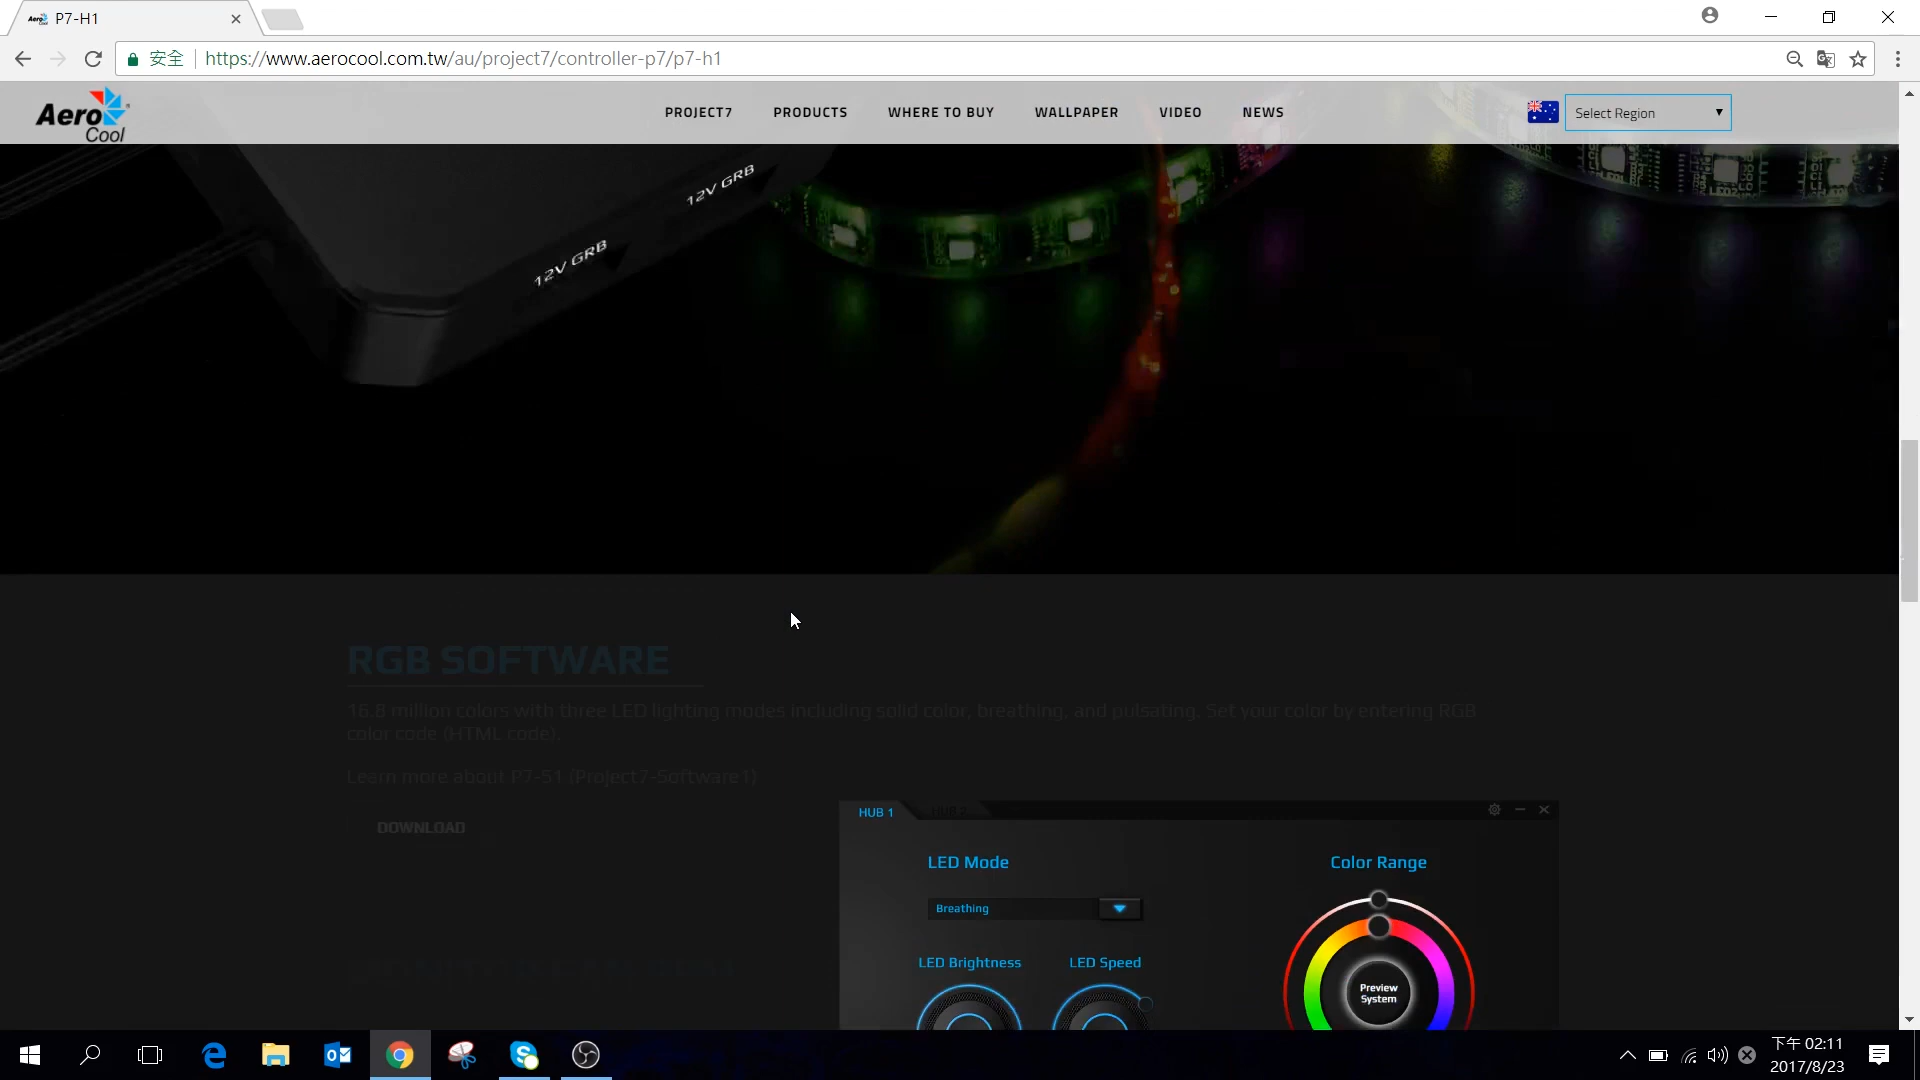 P7-H1
安全
https://www.aerocool.com.tw/au/project7/controller-p7/p7-h1
Aero
Cool
PROJECT7
PRODUCTS
WHERE TO BUY
WALLPAPER
VIDEO
NEWS
Select Region
12V GRB
12V GRB
RGB SOFTWARE
16.8 million colors with three LED lighting modes including solid color, breathing, and pulsating. Set your color by entering RGB
color code (HTML code).
Learn more about P7-S1 (Project7-Software1)
DOWNLOAD
HUB 1
HUB 2
LED Mode
Color Range
Breathing
LED Brightness
LED Speed
Preview
System
下午 02:11
2017/8/23